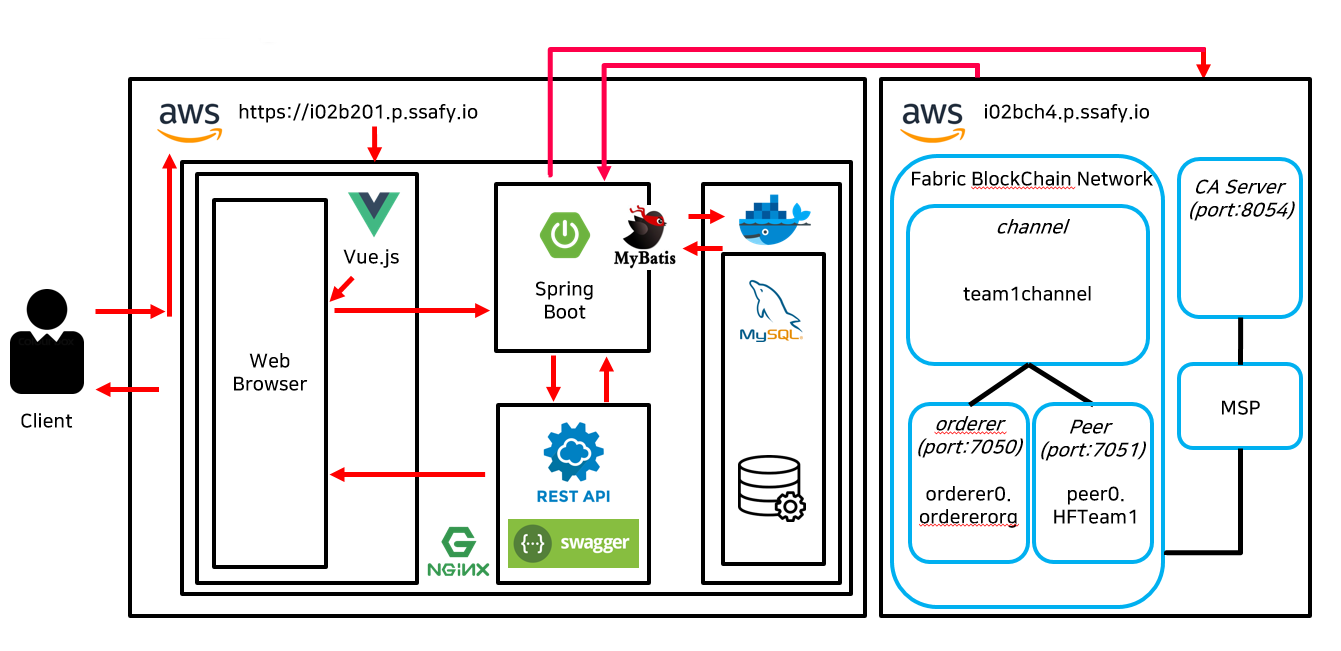 aws
https://i02b201.p.ssafy.io
Vue.js
Web
Browser
Client
Spring
Boot
MyBatis
REST API
{···} swagger
NGiNX
MySQL
aws
i02bch4.p.ssafy.io
Fabric BlockChain Network
channel
team1channel
orderer
(port:7050)
orderer0.
ordererorg
Peer
(port:7051)
peer0.
HFTeam1
CA Server
(port:8054)
MSP